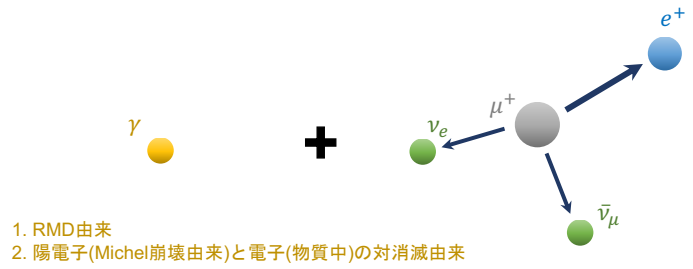 e⁺
μ⁺
γ
νₑ
ν̄_μ
1. RMD由来
2. 陽電子(Michel崩壊由来)と電子(物質中)の対消滅由来